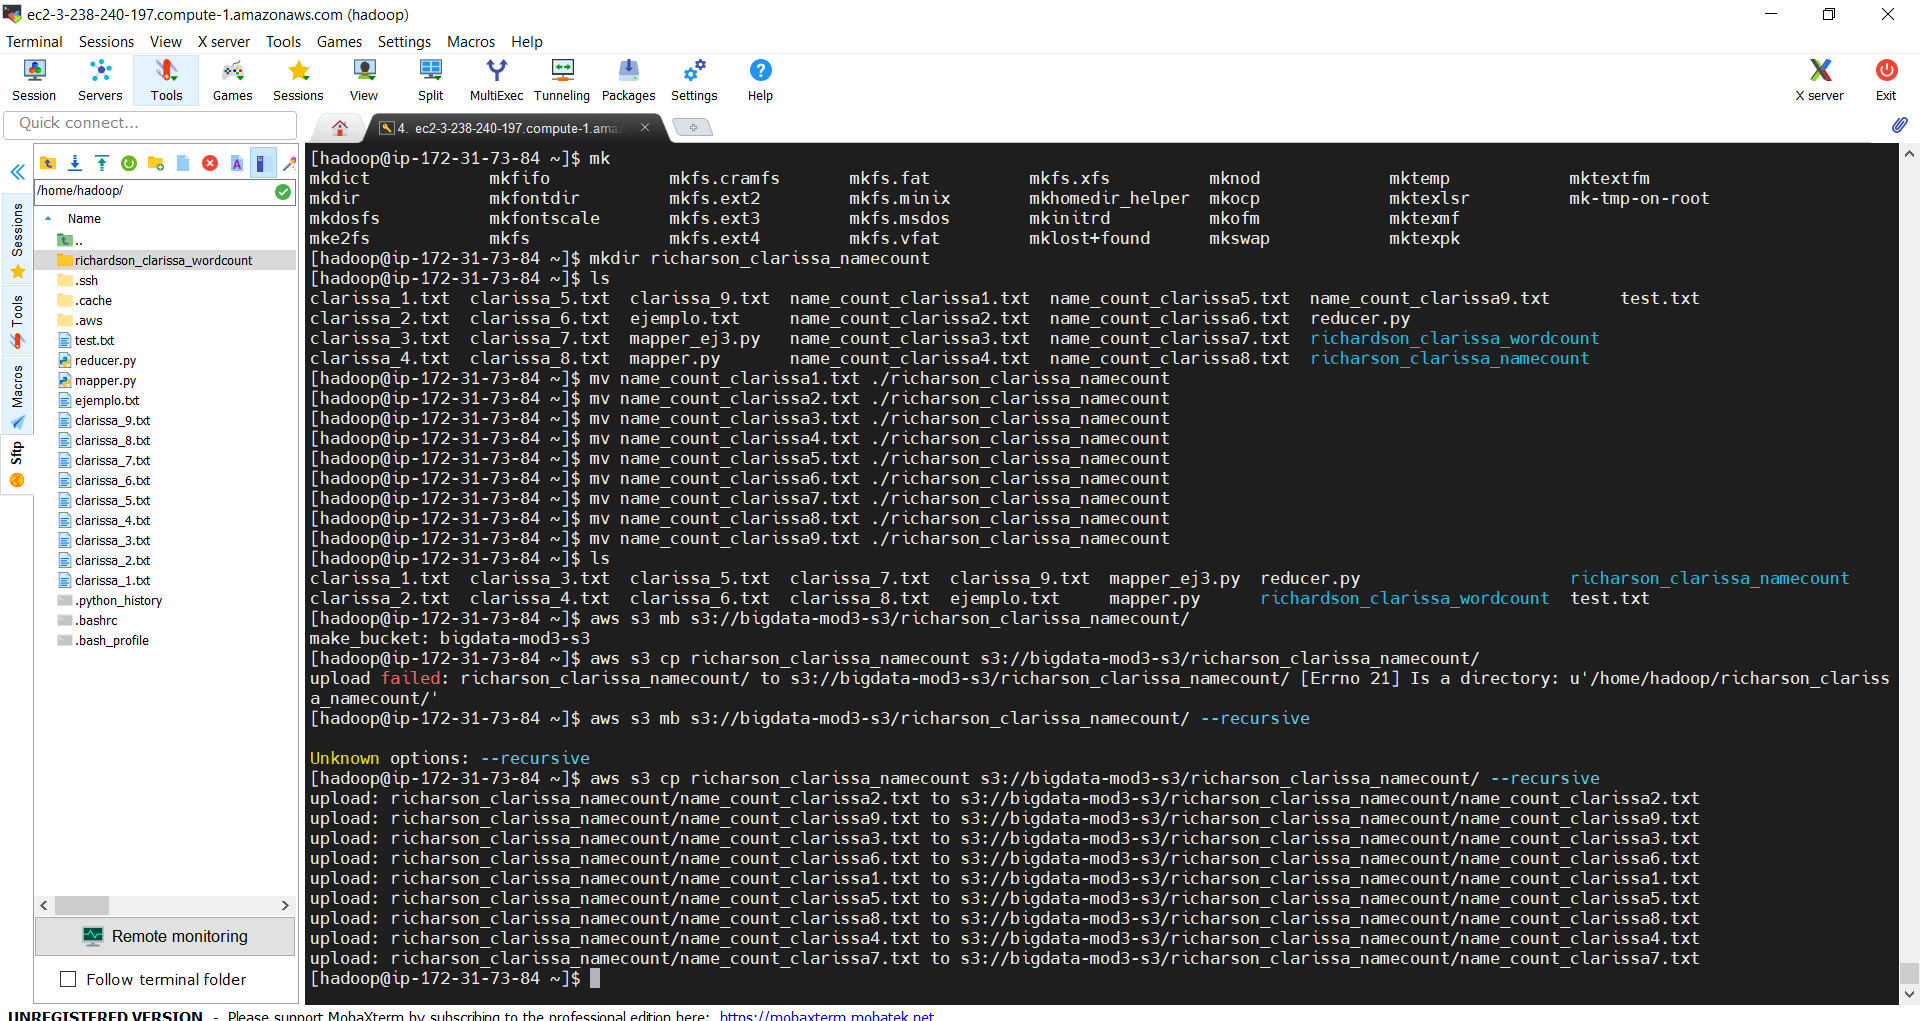 ec2-3-238-240-197.compute-1.amazonaws.com (hadoop)
Terminal Sessions View X server Tools Games Settings Macros Help
Session Servers Tools Games Sessions View Split MultiExec Tunneling Packages Settings Help X server Exit
Quick connect...
4. ec2-3-238-240-197.compute-1.ama
/home/hadoop/
Name
..
richardson_clarissa_wordcount
.ssh
.cache
.aws
test.txt
reducer.py
mapper.py
ejemplo.txt
clarissa_9.txt
clarissa_8.txt
clarissa_7.txt
clarissa_6.txt
clarissa_5.txt
clarissa_4.txt
clarissa_3.txt
clarissa_2.txt
clarissa_1.txt
.python_history
.bashrc
.bash_profile
Sessions
Tools
Macros
Sftp
Remote monitoring
Follow terminal folder
[hadoop@ip-172-31-73-84 ~]$ mk
mkdict mkfifo mkfs.cramfs mkfs.fat mkfs.xfs mknod mktemp mktextfm
mkdir mkfontdir mkfs.ext2 mkfs.minix mkhomedir_helper mkocp mktexlsr mk-tmp-on-root
mkdosfs mkfontscale mkfs.ext3 mkfs.msdos mkinitrd mkofm mktexmf
mke2fs mkfs mkfs.ext4 mkfs.vfat mklost+found mkswap mktexpk
[hadoop@ip-172-31-73-84 ~]$ mkdir richarson_clarissa_namecount
[hadoop@ip-172-31-73-84 ~]$ ls
clarissa_1.txt clarissa_5.txt clarissa_9.txt name_count_clarissa1.txt name_count_clarissa5.txt name_count_clarissa9.txt test.txt
clarissa_2.txt clarissa_6.txt ejemplo.txt name_count_clarissa2.txt name_count_clarissa6.txt reducer.py
clarissa_3.txt clarissa_7.txt mapper_ej3.py name_count_clarissa3.txt name_count_clarissa7.txt richardson_clarissa_wordcount
clarissa_4.txt clarissa_8.txt mapper.py name_count_clarissa4.txt name_count_clarissa8.txt richarson_clarissa_namecount
[hadoop@ip-172-31-73-84 ~]$ mv name_count_clarissa1.txt ./richarson_clarissa_namecount
[hadoop@ip-172-31-73-84 ~]$ mv name_count_clarissa2.txt ./richarson_clarissa_namecount
[hadoop@ip-172-31-73-84 ~]$ mv name_count_clarissa3.txt ./richarson_clarissa_namecount
[hadoop@ip-172-31-73-84 ~]$ mv name_count_clarissa4.txt ./richarson_clarissa_namecount
[hadoop@ip-172-31-73-84 ~]$ mv name_count_clarissa5.txt ./richarson_clarissa_namecount
[hadoop@ip-172-31-73-84 ~]$ mv name_count_clarissa6.txt ./richarson_clarissa_namecount
[hadoop@ip-172-31-73-84 ~]$ mv name_count_clarissa7.txt ./richarson_clarissa_namecount
[hadoop@ip-172-31-73-84 ~]$ mv name_count_clarissa8.txt ./richarson_clarissa_namecount
[hadoop@ip-172-31-73-84 ~]$ mv name_count_clarissa9.txt ./richarson_clarissa_namecount
[hadoop@ip-172-31-73-84 ~]$ ls
clarissa_1.txt clarissa_3.txt clarissa_5.txt clarissa_7.txt clarissa_9.txt mapper_ej3.py reducer.py richarson_clarissa_namecount
clarissa_2.txt clarissa_4.txt clarissa_6.txt clarissa_8.txt ejemplo.txt mapper.py richardson_clarissa_wordcount test.txt
[hadoop@ip-172-31-73-84 ~]$ aws s3 mb s3://bigdata-mod3-s3/richarson_clarissa_namecount/
make_bucket: bigdata-mod3-s3
[hadoop@ip-172-31-73-84 ~]$ aws s3 cp richarson_clarissa_namecount s3://bigdata-mod3-s3/richarson_clarissa_namecount/
upload failed: richarson_clarissa_namecount/ to s3://bigdata-mod3-s3/richarson_clarissa_namecount/ [Errno 21] Is a directory: u'/home/hadoop/richarson_clariss
a_namecount/'
[hadoop@ip-172-31-73-84 ~]$ aws s3 mb s3://bigdata-mod3-s3/richarson_clarissa_namecount/ --recursive
Unknown options: --recursive
[hadoop@ip-172-31-73-84 ~]$ aws s3 cp richarson_clarissa_namecount s3://bigdata-mod3-s3/richarson_clarissa_namecount/ --recursive
upload: richarson_clarissa_namecount/name_count_clarissa2.txt to s3://bigdata-mod3-s3/richarson_clarissa_namecount/name_count_clarissa2.txt
upload: richarson_clarissa_namecount/name_count_clarissa9.txt to s3://bigdata-mod3-s3/richarson_clarissa_namecount/name_count_clarissa9.txt
upload: richarson_clarissa_namecount/name_count_clarissa3.txt to s3://bigdata-mod3-s3/richarson_clarissa_namecount/name_count_clarissa3.txt
upload: richarson_clarissa_namecount/name_count_clarissa6.txt to s3://bigdata-mod3-s3/richarson_clarissa_namecount/name_count_clarissa6.txt
upload: richarson_clarissa_namecount/name_count_clarissa1.txt to s3://bigdata-mod3-s3/richarson_clarissa_namecount/name_count_clarissa1.txt
upload: richarson_clarissa_namecount/name_count_clarissa5.txt to s3://bigdata-mod3-s3/richarson_clarissa_namecount/name_count_clarissa5.txt
upload: richarson_clarissa_namecount/name_count_clarissa8.txt to s3://bigdata-mod3-s3/richarson_clarissa_namecount/name_count_clarissa8.txt
upload: richarson_clarissa_namecount/name_count_clarissa4.txt to s3://bigdata-mod3-s3/richarson_clarissa_namecount/name_count_clarissa4.txt
upload: richarson_clarissa_namecount/name_count_clarissa7.txt to s3://bigdata-mod3-s3/richarson_clarissa_namecount/name_count_clarissa7.txt
[hadoop@ip-172-31-73-84 ~]$
UNREGISTERED VERSION - Please support MobaXterm by subscribing to the professional edition here: https://mobaxterm.mobatek.net